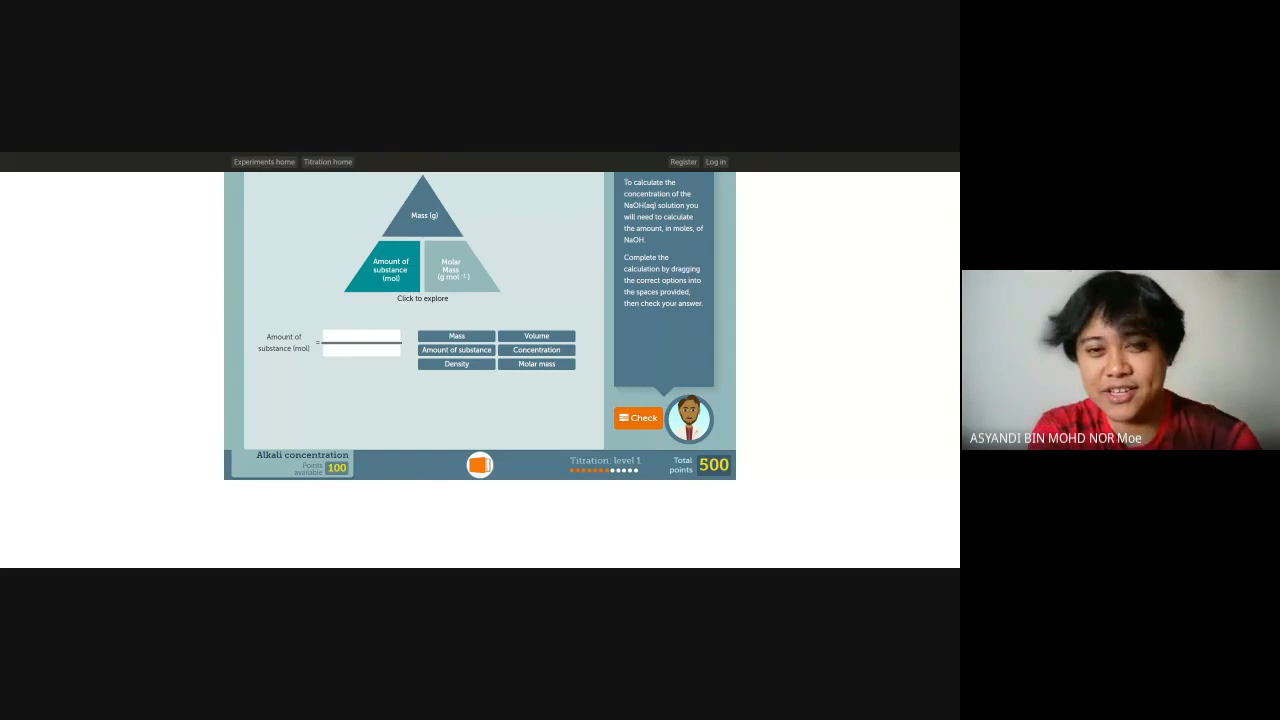 Experiments home Titration home Register Log in
Mass (g)
Amount of
substance
(mol)
Molar
Mass
(g mol⁻¹)
Click to explore
Amount of
substance (mol)
=
Mass Volume
Amount of substance Concentration
Density Molar mass
To calculate the
concentration of the
NaOH(aq) solution you
will need to calculate
the amount, in moles, of
NaOH.
Complete the
calculation by dragging
the correct options into
the spaces provided,
then check your answer.
Check
Alkali concentration
Points
available 100
Titration: level 1
Total
points 500
ASYANDI BIN MOHD NOR Moe